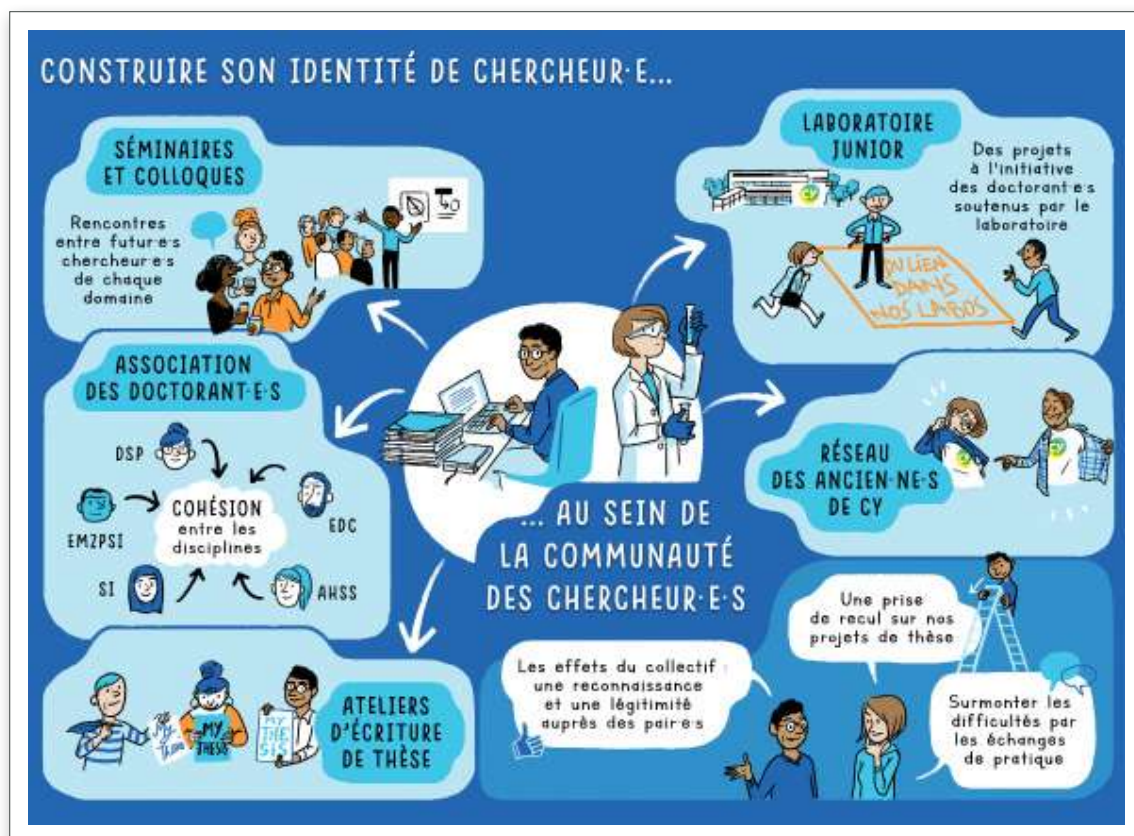 CONSTRUIRE SON IDENTITÉ DE CHERCHEUR·E...
SÉMINAIRES
ET COLLOQUES
Rencontres
entre futur·e·s
chercheur·e·s
de chaque
domaine
LABORATOIRE
JUNIOR
Des projets
à l'initiative
des doctorant·e·s
soutenus par le
laboratoire
DU LIEN
DANS
NOS LABOS
ASSOCIATION
DES DOCTORANT·E·S
DSP
EM2PSI
SI
EDC
AHSS
COHÉSION
entre les
disciplines
RÉSEAU
DES ANCIEN·NE·S
DE CY
... AU SEIN DE
LA COMMUNAUTÉ
DES CHERCHEUR·E·S
MY
THESIS
MY
THE
SIS
ATELIERS
D'ÉCRITURE
DE THÈSE
Les effets du collectif :
une reconnaissance
et une légitimité
auprès des pair·e·s
Une prise
de recul sur nos
projets de thèse
Surmonter les
difficultés par
les échanges
de pratique